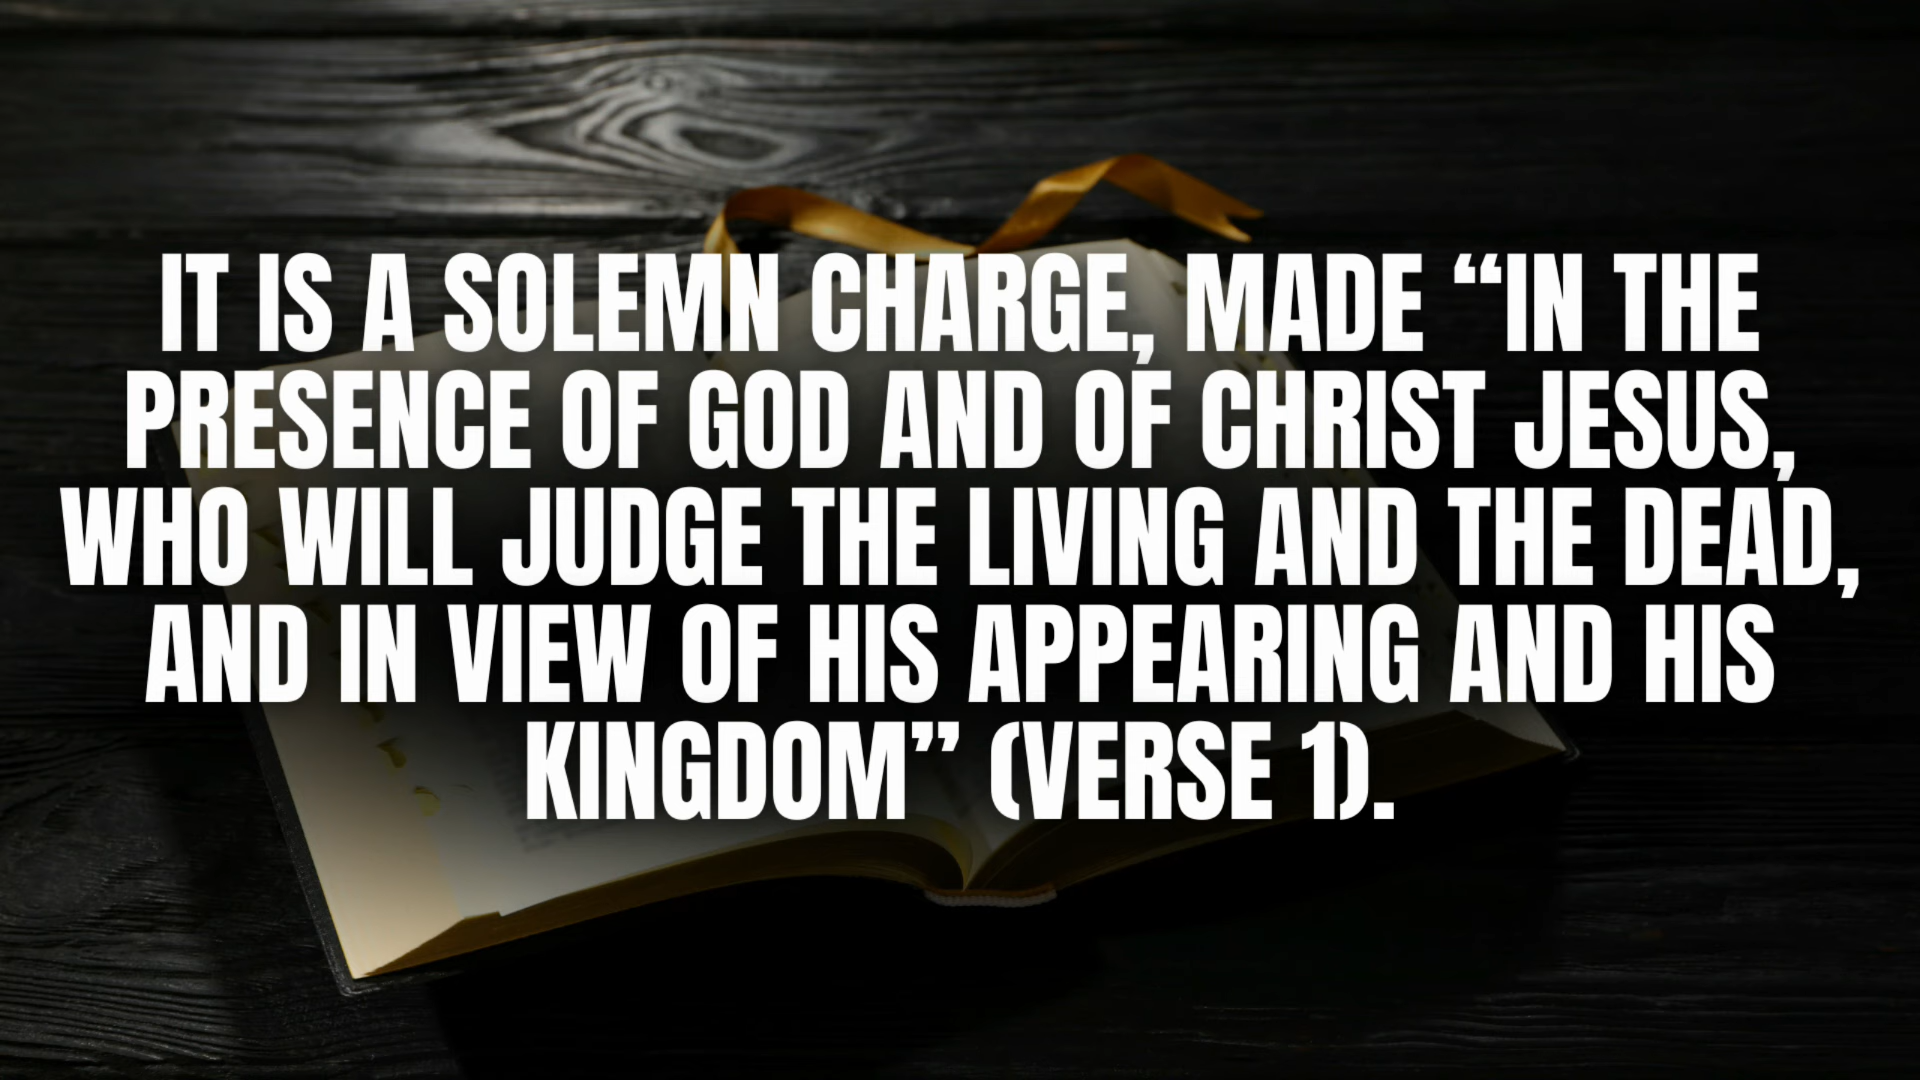 IT IS A SOLEMN CHARGE, MADE “IN THE
PRESENCE OF GOD AND OF CHRIST JESUS,
WHO WILL JUDGE THE LIVING AND THE DEAD,
AND IN VIEW OF HIS APPEARING AND HIS
KINGDOM” (VERSE 1).